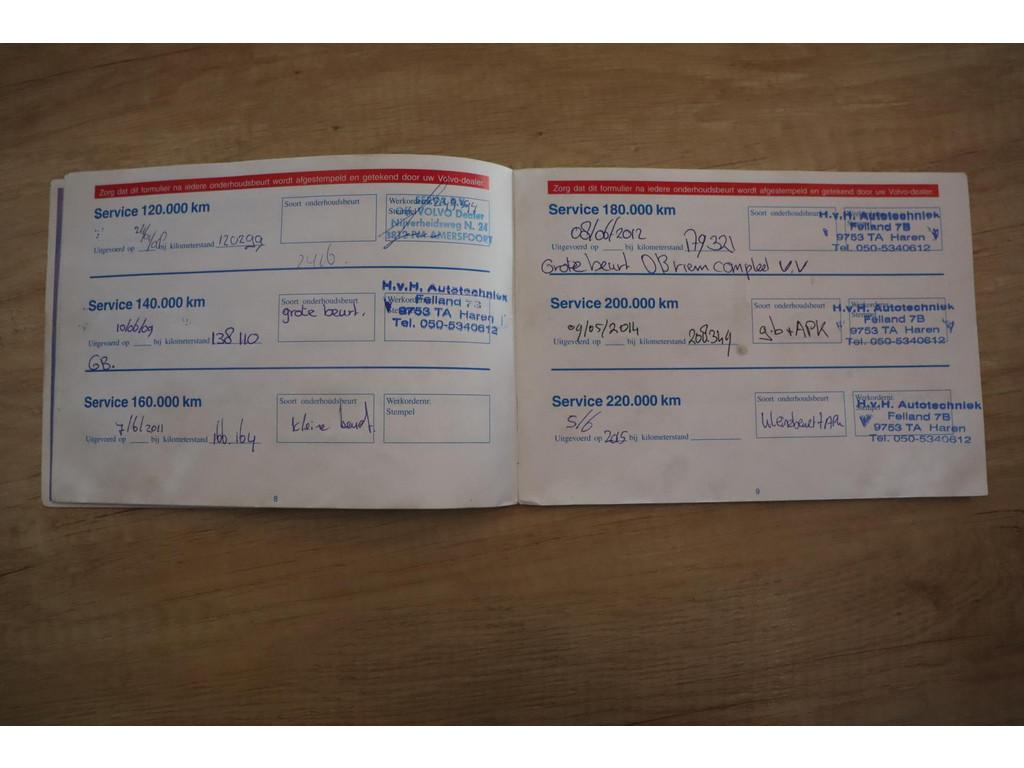 Zorg dat dit formulier na iedere onderhoudsbeurt wordt afgestempeld en getekend door uw Volvo-dealer.
Service 120.000 km
Soort onderhoudsbeurt
Werkordernr.
Stempel
VOLVO Dealer
Nijverheidsweg N. 24
AMERSFOORT
Uitgevoerd op bij kilometerstand 120299
2416
Service 140.000 km
Soort onderhoudsbeurt
grote beurt.
H.v.H. Autotechniek
Felland 7B
9753 TA Haren
Tel. 050-5340612
10/06/09
Uitgevoerd op bij kilometerstand 138 110
GB.
Service 160.000 km
Soort onderhoudsbeurt
kleine beurt
Werkordernr.
Stempel
7/6/2011
Uitgevoerd op bij kilometerstand 160.164
8
Zorg dat dit formulier na iedere onderhoudsbeurt wordt afgestempeld en getekend door uw Volvo-dealer.
Service 180.000 km
Soort onderhoudsbeurt
H.v.H. Autotechniek
Felland 7B
9753 TA Haren
Tel. 050-5340612
08/06/2012
Uitgevoerd op bij kilometerstand 179.321
Grote beurt DB riem compleet V.V
Service 200.000 km
Soort onderhoudsbeurt
gb + APK
H.v.H. Autotechniek
Felland 7B
9753 TA Haren
Tel. 050-5340612
09/05/2014
Uitgevoerd op bij kilometerstand 208.349
Service 220.000 km
Soort onderhoudsbeurt
H.v.H. Autotechniek
Felland 7B
9753 TA Haren
Tel. 050-5340612
5/6
Uitgevoerd op 2015 bij kilometerstand
9